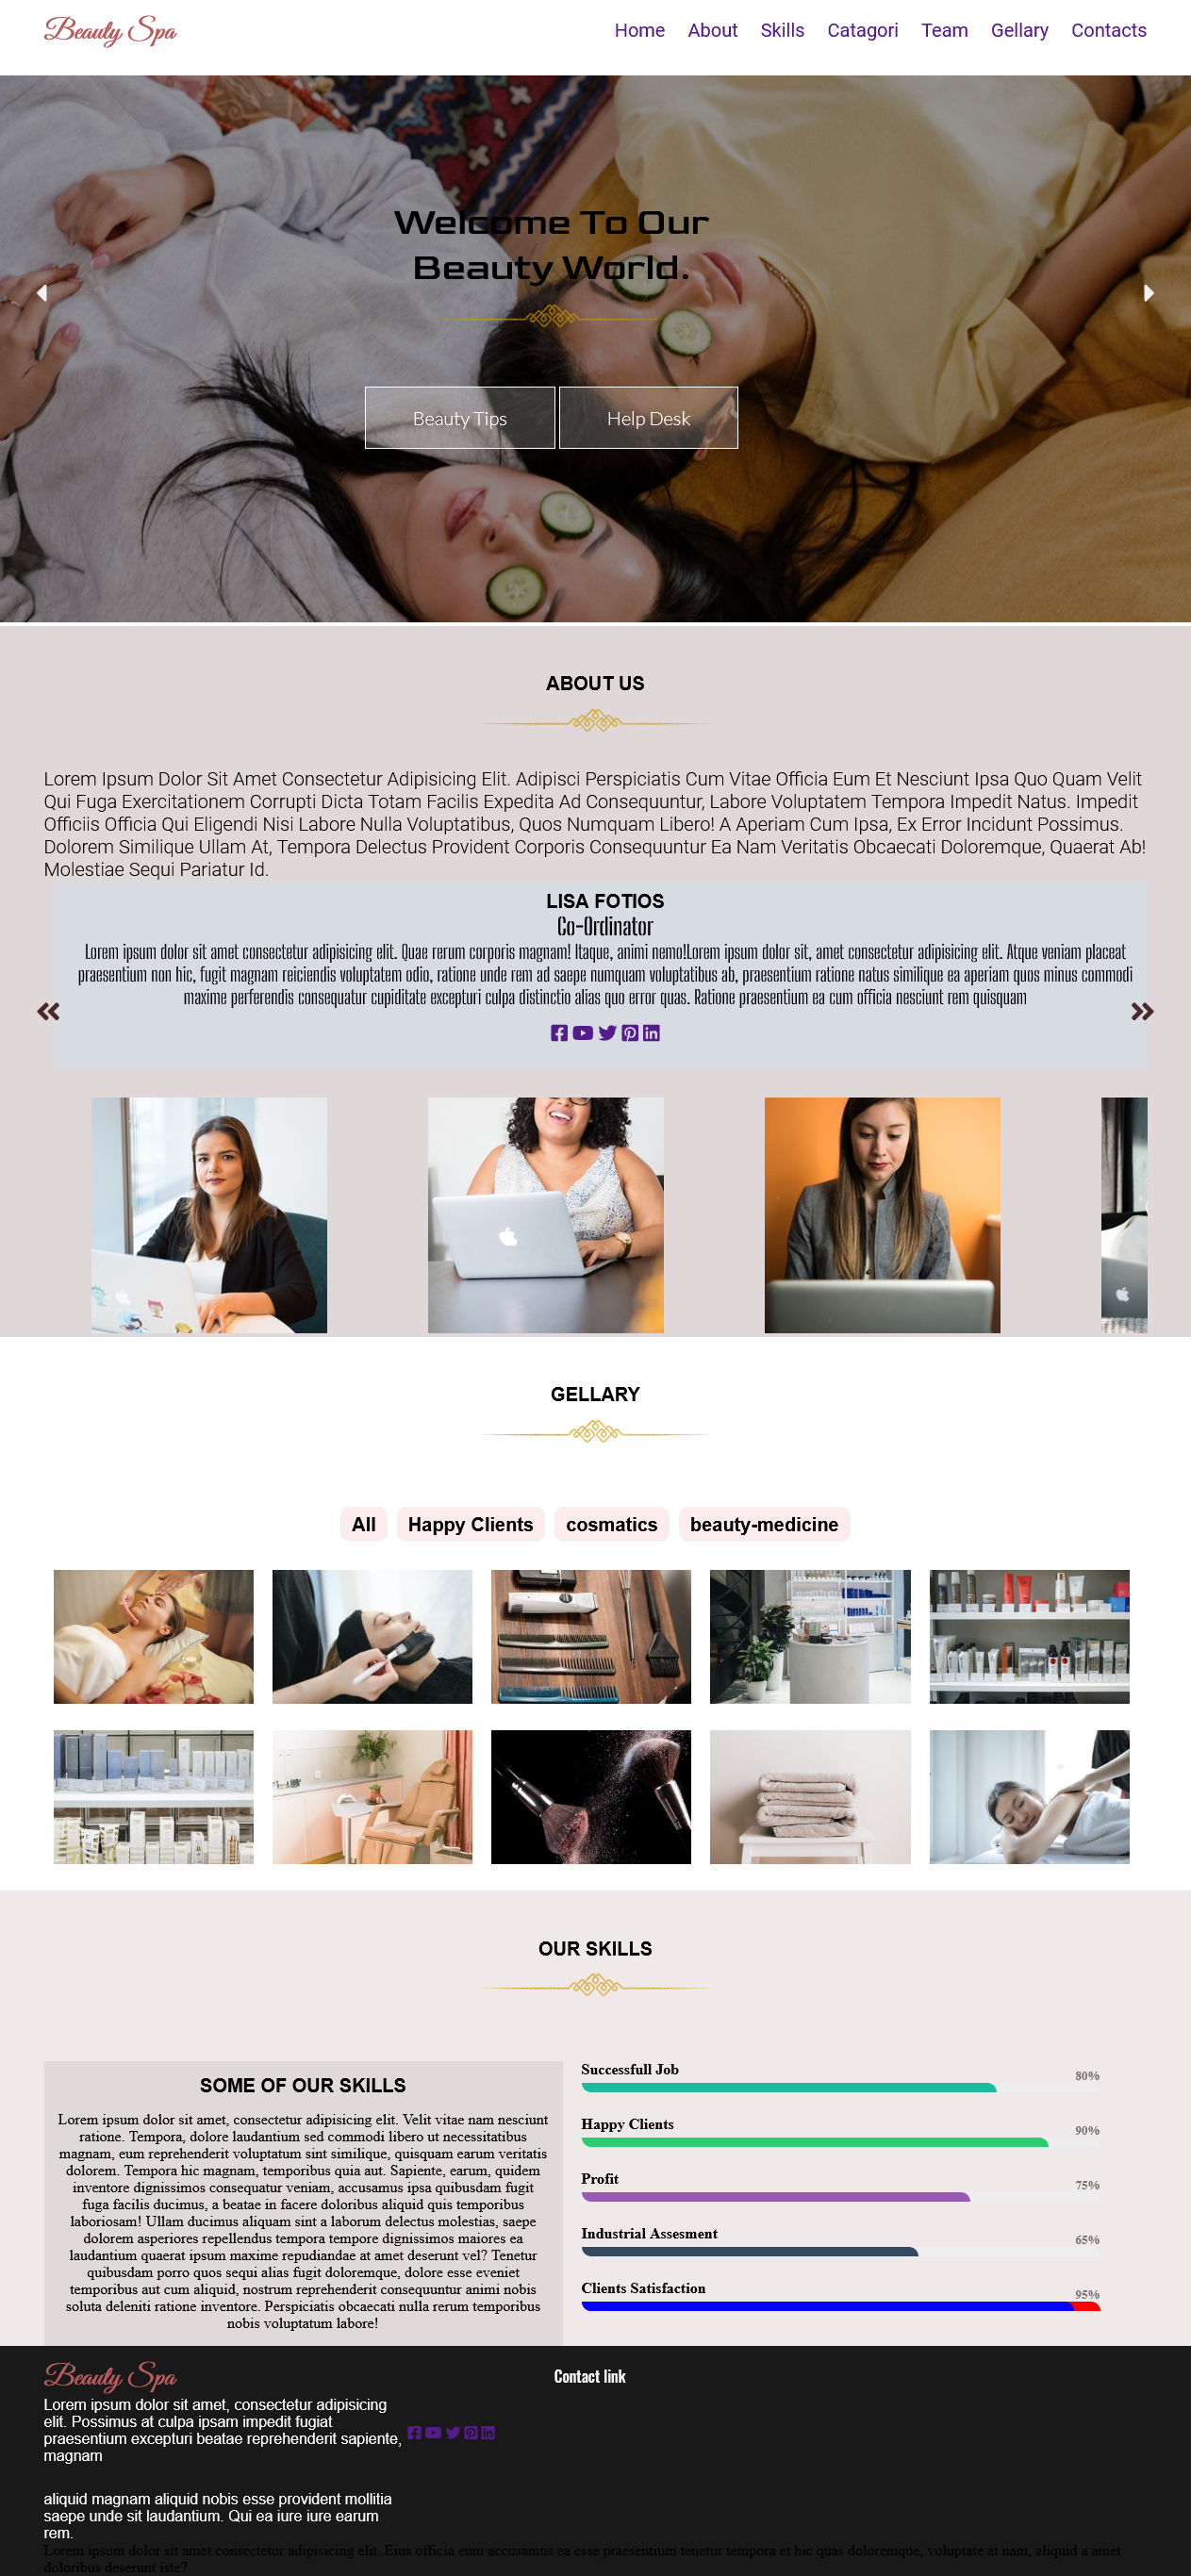 Beauty Spa
Home About Skills Catagori Team Gellary Contacts
Welcome To Our
Beauty World.
Beauty Tips
Help Desk
ABOUT US
Lorem Ipsum Dolor Sit Amet Consectetur Adipisicing Elit. Adipisci Perspiciatis Cum Vitae Officia Eum Et Nesciunt Ipsa Quo Quam Velit
Qui Fuga Exercitationem Corrupti Dicta Totam Facilis Expedita Ad Consequuntur, Labore Voluptatem Tempora Impedit Natus. Impedit
Officiis Officia Qui Eligendi Nisi Labore Nulla Voluptatibus, Quos Numquam Libero! A Aperiam Cum Ipsa, Ex Error Incidunt Possimus.
Dolorem Similique Ullam At, Tempora Delectus Provident Corporis Consequuntur Ea Nam Veritatis Obcaecati Doloremque, Quaerat Ab!
Molestiae Sequi Pariatur Id.
LISA FOTIOS
Co-Ordinator
Lorem ipsum dolor sit amet consectetur adipisicing elit. Quae rerum corporis magnam! Itaque, animi nemo!Lorem ipsum dolor sit, amet consectetur adipisicing elit. Atque veniam placeat
praesentium non hic, fugit magnam reiciendis voluptatem odio, ratione unde rem ad saepe numquam voluptatibus ab, praesentium ratione natus similique ea aperiam quos minus commodi
maxime perferendis consequatur cupiditate excepturi culpa distinctio alias quo error quas. Ratione praesentium ea cum officia nesciunt rem quisquam
GELLARY
All
Happy Clients
cosmatics
beauty-medicine
OUR SKILLS
SOME OF OUR SKILLS
Lorem ipsum dolor sit amet, consectetur adipisicing elit. Velit vitae nam nesciunt
ratione. Tempora, dolore laudantium sed commodi libero ut necessitatibus
magnam, eum reprehenderit voluptatum sint similique, quisquam earum veritatis
dolorem. Tempora hic magnam, temporibus quia aut. Sapiente, earum, quidem
inventore dignissimos consequatur veniam, accusamus ipsa quibusdam fugit
fuga facilis ducimus, a beatae in facere doloribus aliquid quis temporibus
laboriosam! Ullam ducimus aliquam sint a laborum delectus molestias, saepe
dolorem asperiores repellendus tempora tempore dignissimos maiores ea
laudantium quaerat ipsum maxime repudiandae at amet deserunt vel? Tenetur
quibusdam porro quos sequi alias fugit doloremque, dolore esse eveniet
temporibus aut cum aliquid, nostrum reprehenderit consequuntur animi nobis
soluta deleniti ratione inventore. Perspiciatis obcaecati nulla rerum temporibus
nobis voluptatum labore!
Successfull Job
80%
Happy Clients
90%
Profit
75%
Industrial Assesment
65%
Clients Satisfaction
95%
Beauty Spa
Lorem ipsum dolor sit amet, consectetur adipisicing
elit. Possimus at culpa ipsam impedit fugiat
praesentium excepturi beatae reprehenderit sapiente,
magnam
aliquid magnam aliquid nobis esse provident mollitia
saepe unde sit laudantium. Qui ea iure iure earum
rem.
Contact link
Lorem ipsum dolor sit amet consectetur adipisicing elit. Eius officia eum accusamus ea esse praesentium tenetur tempora et hic quas doloremque, voluptate at nam, aliquid a amet
doloribus deserunt iste?